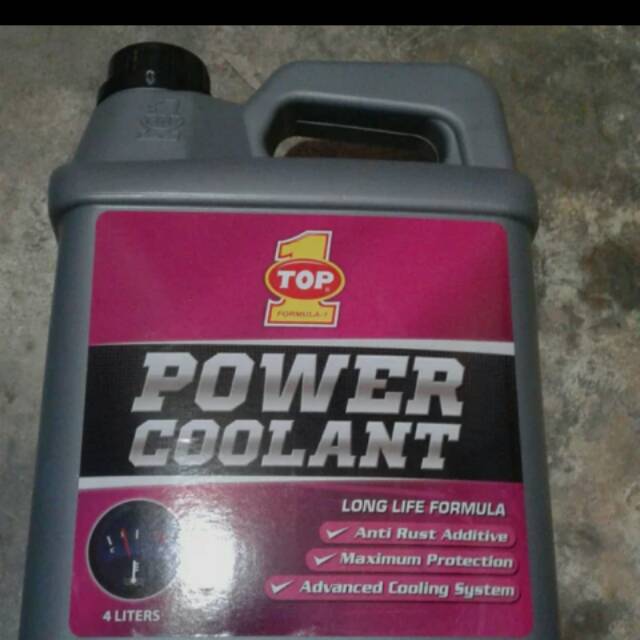 1
TOP
FORMULA-1
POWER
COOLANT
LONG LIFE FORMULA
Anti Rust Additive
Maximum Protection
Advanced Cooling System
4 LITERS